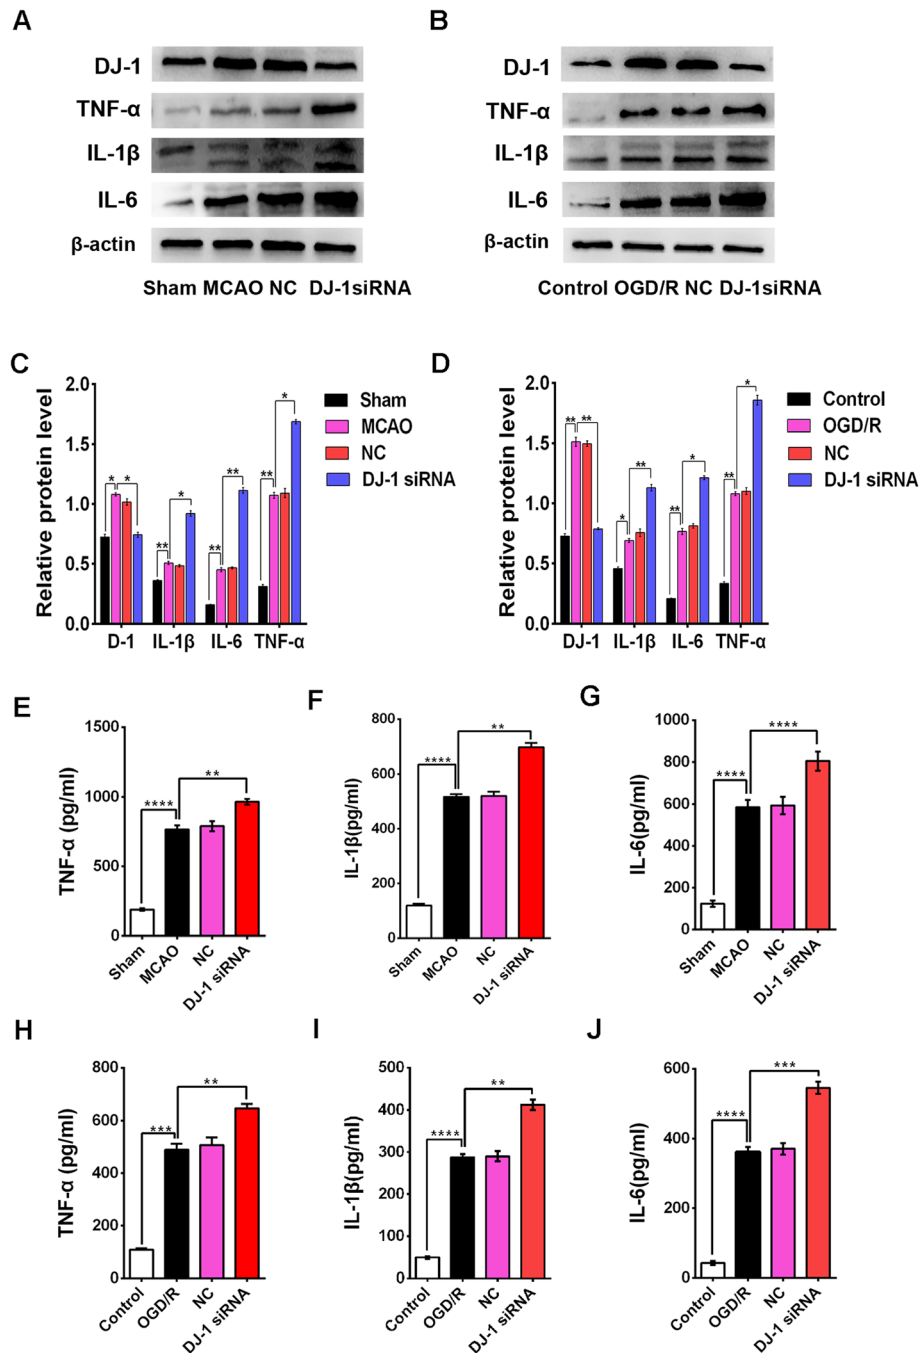 A
DJ-1
TNF-α
IL-1β
IL-6
β-actin
Sham MCAO NC DJ-1siRNA
B
DJ-1
TNF-α
IL-1β
IL-6
β-actin
Control OGD/R NC DJ-1siRNA
C
Relative protein level
2.0
1.5
1.0
0.5
0.0
* * ** * ** ** ** *
D-1 IL-1β IL-6 TNF-α
Sham
MCAO
NC
DJ-1 siRNA
D
Relative protein level
2.0
1.5
1.0
0.5
0.0
** ** * ** ** * ** *
DJ-1 IL-1β IL-6 TNF-α
Control
OGD/R
NC
DJ-1 siRNA
E
TNF-α (pg/ml)
1500
1000
500
0
**** **
Sham MCAO NC DJ-1 siRNA
F
IL-1β(pg/ml)
800
600
400
200
0
**** **
Sham MCAO NC DJ-1 siRNA
G
IL-6(pg/ml)
1000
800
600
400
200
0
**** ****
Sham MCAO NC DJ-1 siRNA
H
TNF-α (pg/ml)
800
600
400
200
0
*** **
Control OGD/R NC DJ-1 siRNA
I
IL-1β(pg/ml)
500
400
300
200
100
0
**** **
Control OGD/R NC DJ-1 siRNA
J
IL-6(pg/ml)
600
400
200
0
**** ***
Control OGD/R NC DJ-1 siRNA